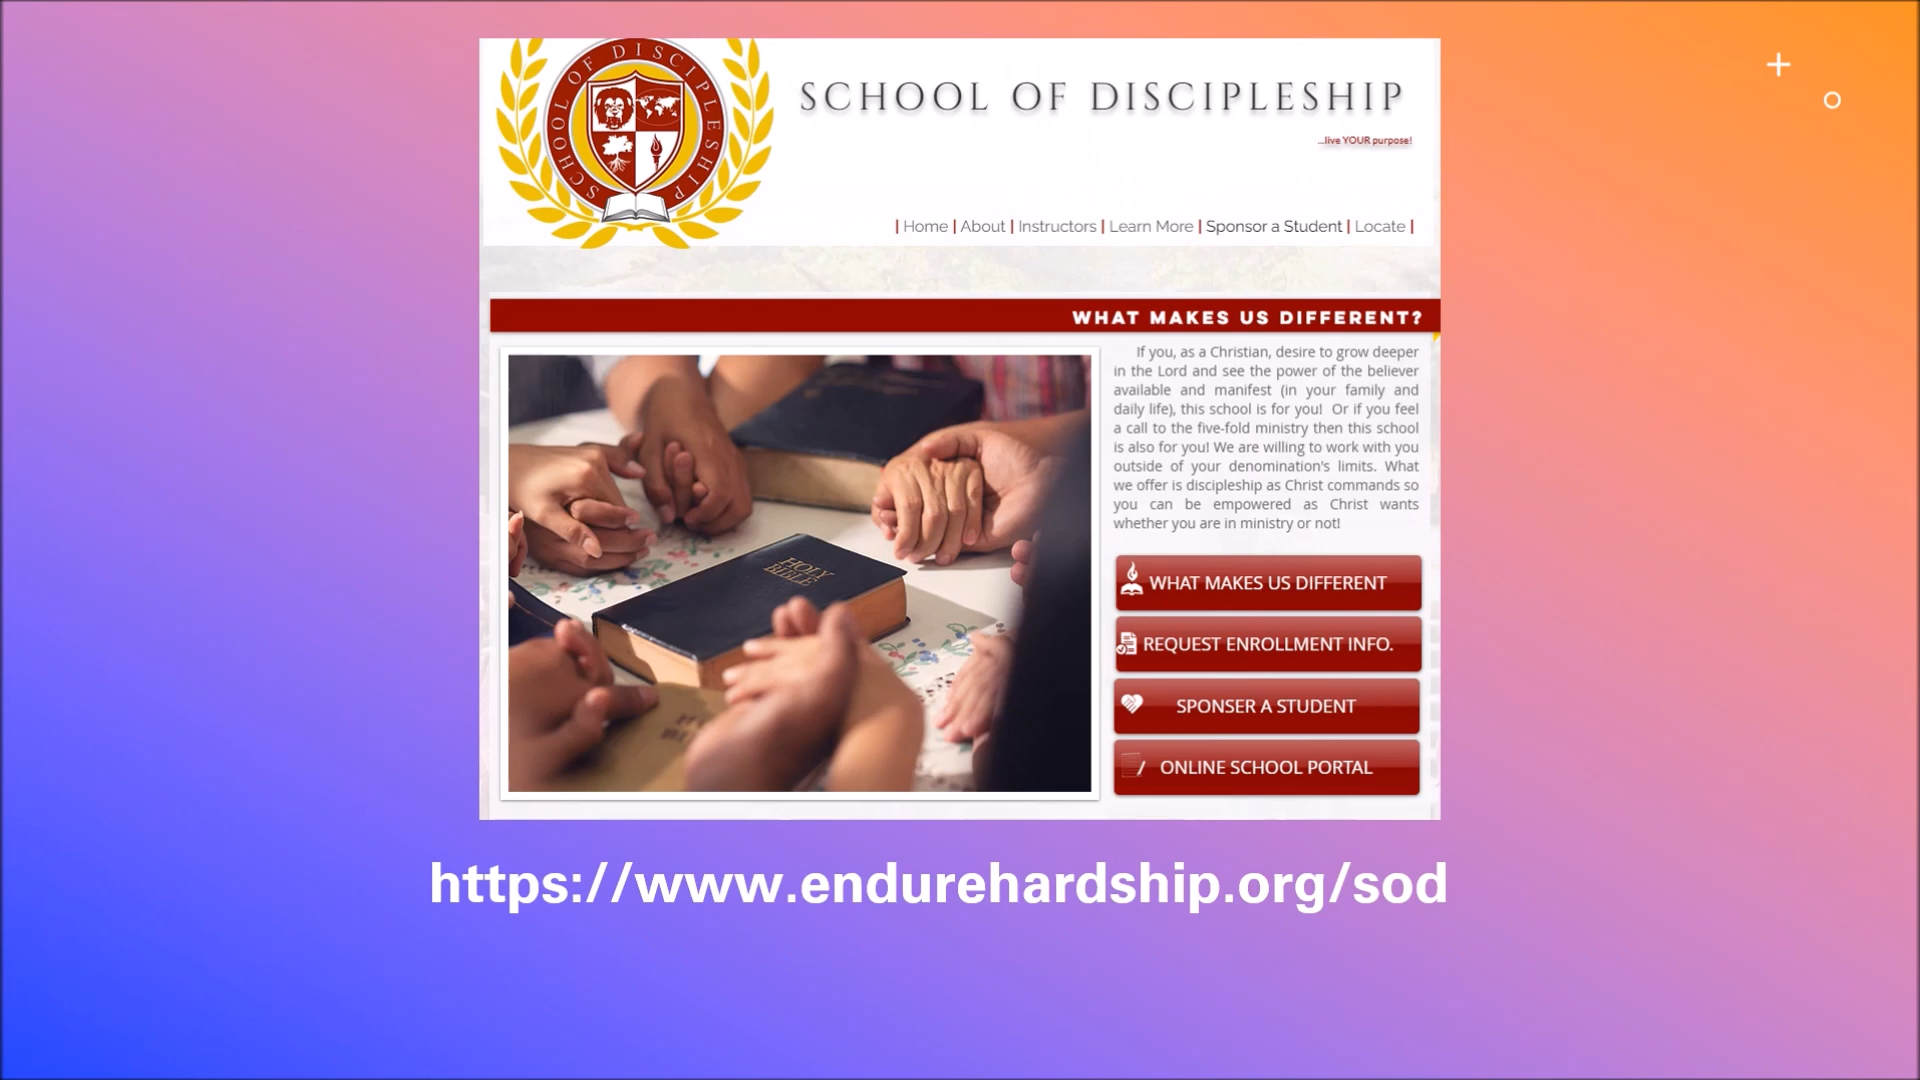 SCHOOL OF DISCIPLESHIP
SCHOOL OF DISCIPLESHIP
...live YOUR purpose!
| Home | About | Instructors | Learn More | Sponsor a Student | Locate |
WHAT MAKES US DIFFERENT?
If you, as a Christian, desire to grow deeper
in the Lord and see the power of the believer
available and manifest (in your family and
daily life), this school is for you! Or if you feel
a call to the five-fold ministry then this school
is also for you! We are willing to work with you
outside of your denomination's limits. What
we offer is discipleship as Christ commands so
you can be empowered as Christ wants
whether you are in ministry or not!
HOLY
BIBLE
WHAT MAKES US DIFFERENT
REQUEST ENROLLMENT INFO.
SPONSER A STUDENT
ONLINE SCHOOL PORTAL
https://www.endurehardship.org/sod